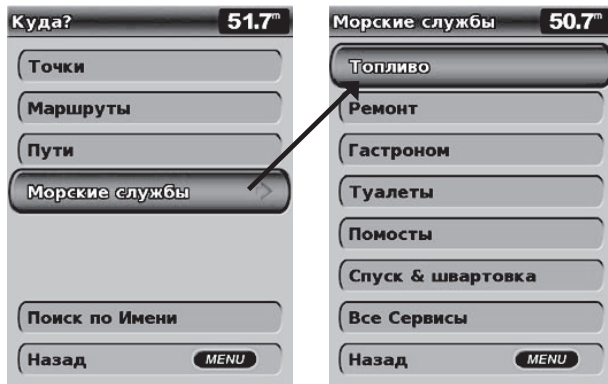 Куда? 51.7m
Точки
Маршруты
Пути
Морские службы
Поиск по Имени
Назад MENU
Морские службы 50.7m
Топливо
Ремонт
Гастроном
Туалеты
Помосты
Спуск & швартовка
Все Сервисы
Назад MENU